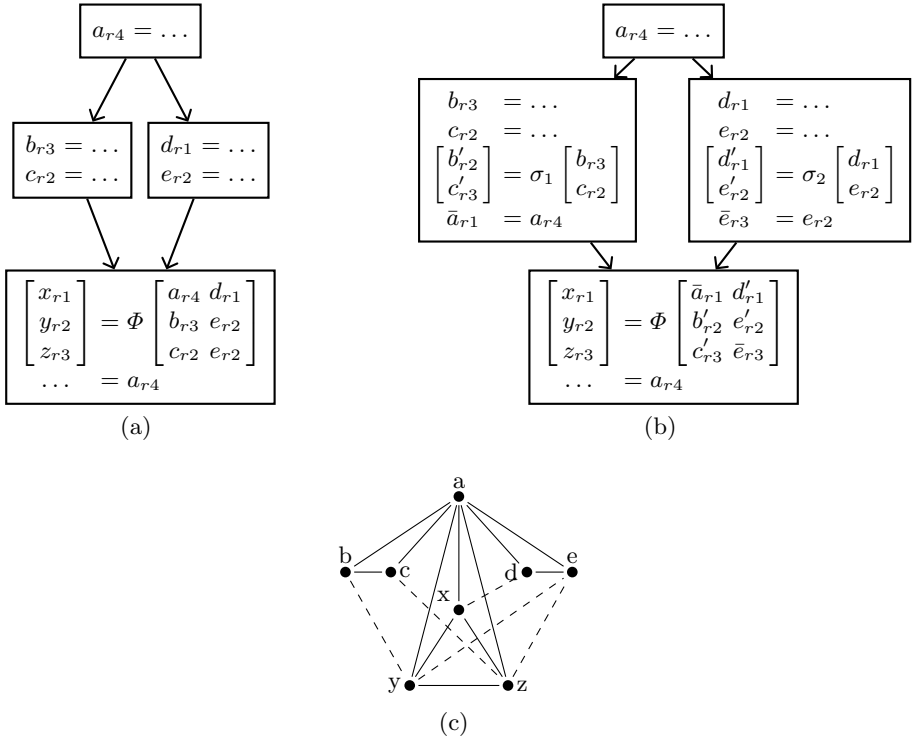 a_{r4} = …
b_{r3} = …
c_{r2} = …
d_{r1} = …
e_{r2} = …
[x_{r1} y_{r2} z_{r3}] = Φ [a_{r4} d_{r1} b_{r3} e_{r2} c_{r2} e_{r2}]
… = a_{r4}
(a)
a_{r4} = …
b_{r3} = …
c_{r2} = …
[b′_{r2} c′_{r3}] = σ_1 [b_{r3} c_{r2}]
ā_{r1} = a_{r4}
d_{r1} = …
e_{r2} = …
[d′_{r1} e′_{r2}] = σ_2 [d_{r1} e_{r2}]
ē_{r3} = e_{r2}
[x_{r1} y_{r2} z_{r3}] = Φ [ā_{r1} d′_{r1} b′_{r2} e′_{r2} c′_{r3} ē_{r3}]
… = a_{r4}
(b)
a
b
c
d
e
x
y
z
(c)